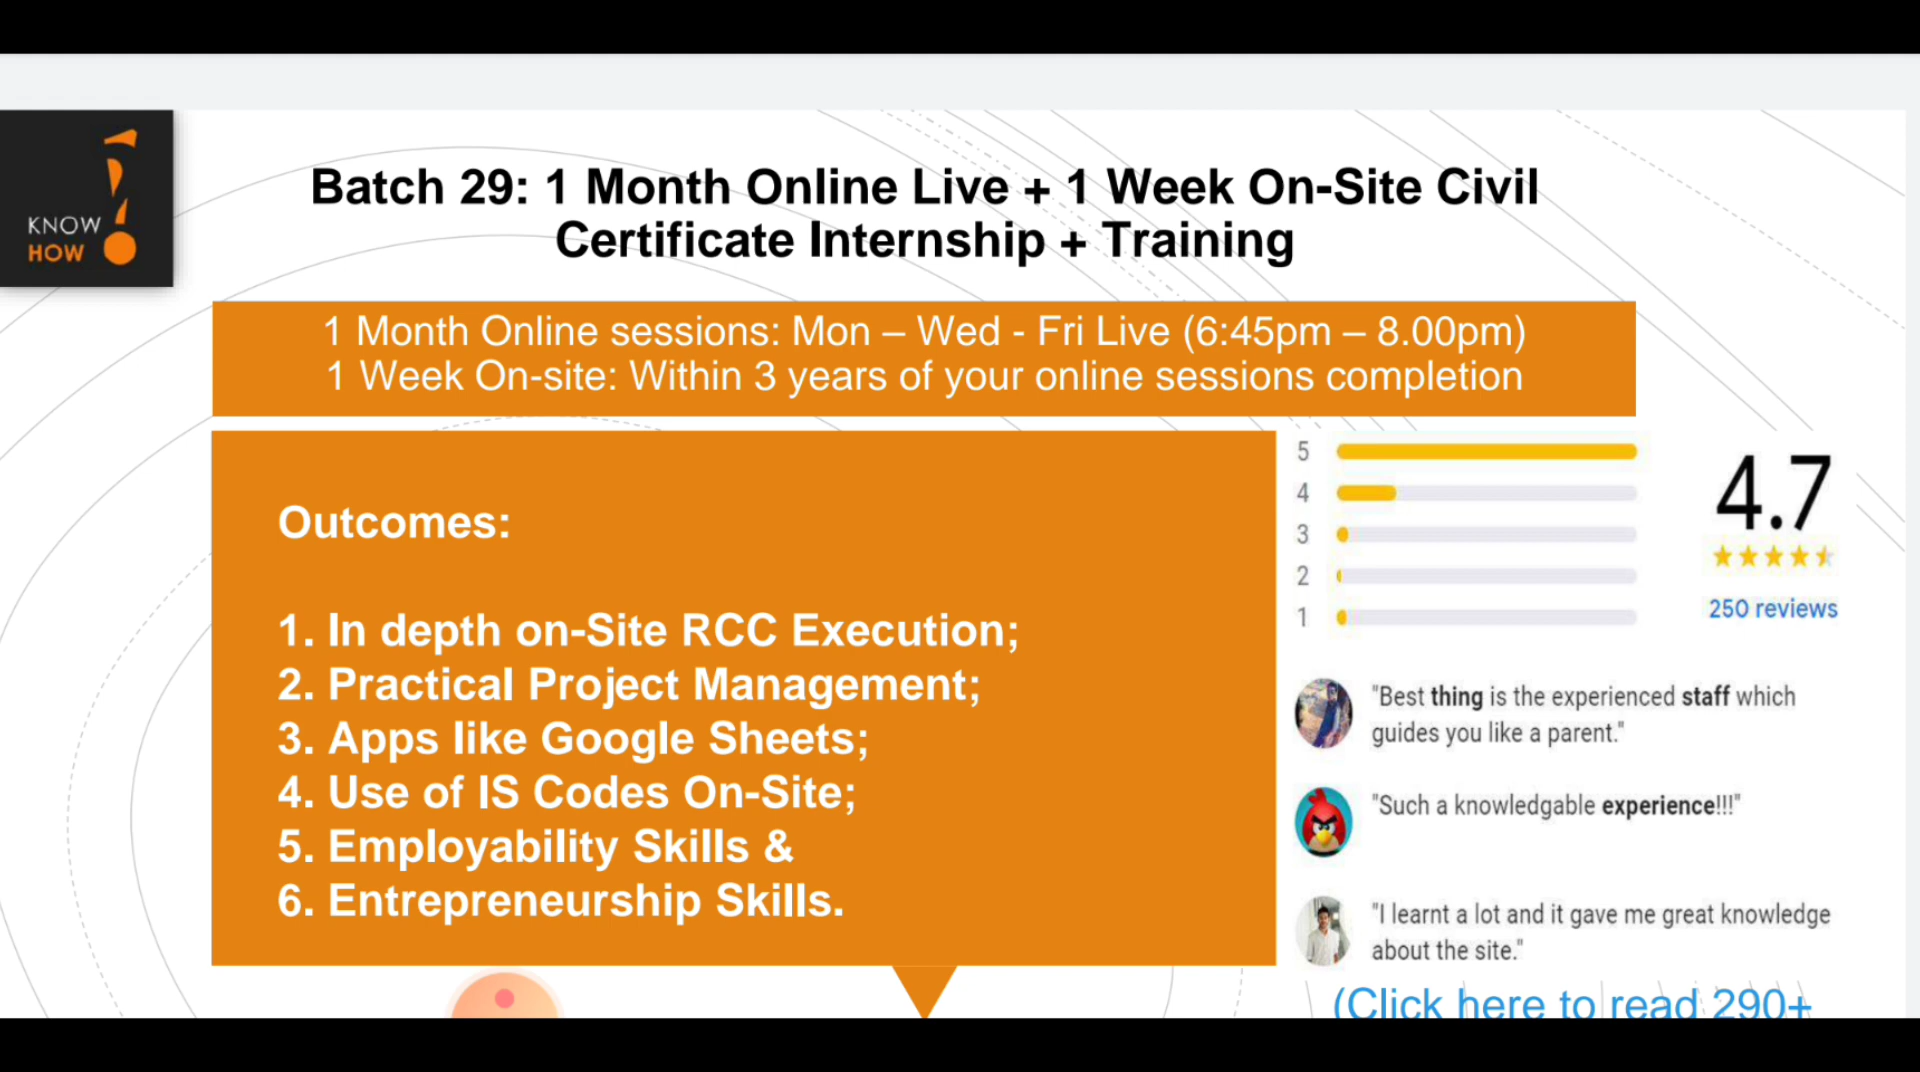 KNOW
HOW
Batch 29: 1 Month Online Live + 1 Week On-Site Civil
Certificate Internship + Training
1 Month Online sessions: Mon – Wed - Fri Live (6:45pm – 8.00pm)
1 Week On-site: Within 3 years of your online sessions completion
Outcomes:
1. In depth on-Site RCC Execution;
2. Practical Project Management;
3. Apps like Google Sheets;
4. Use of IS Codes On-Site;
5. Employability Skills &
6. Entrepreneurship Skills.
5
4
3
2
1
4.7
250 reviews
"Best thing is the experienced staff which
guides you like a parent."
"Such a knowledgable experience!!!"
"I learnt a lot and it gave me great knowledge
about the site."
(Click here to read 290+